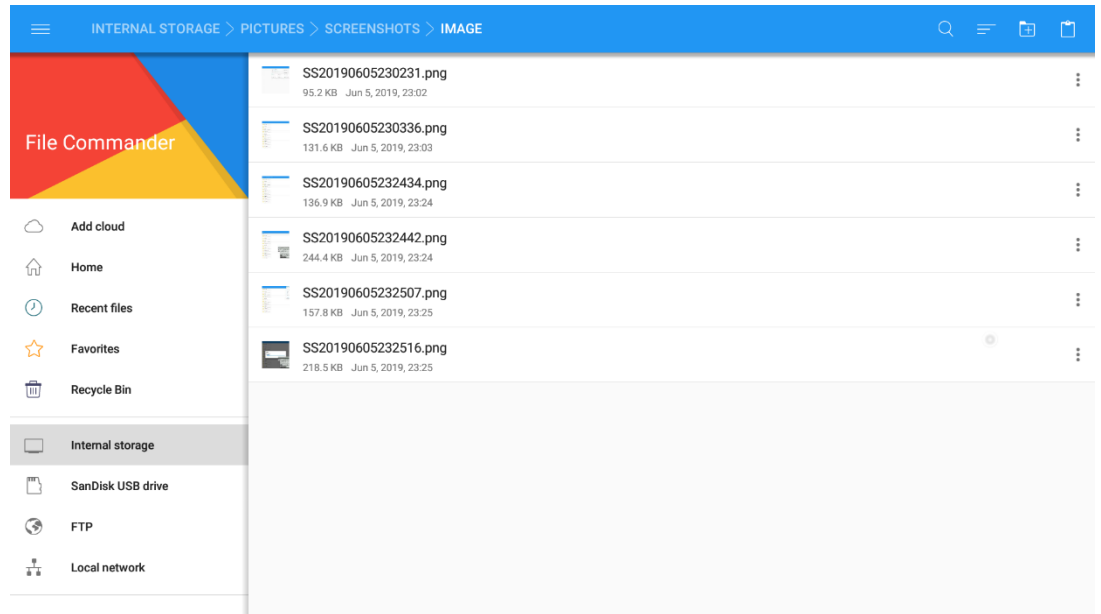 INTERNAL STORAGE > PICTURES > SCREENSHOTS > IMAGE
File Commander
Add cloud
Home
Recent files
Favorites
Recycle Bin
Internal storage
SanDisk USB drive
FTP
Local network
SS20190605230231.png
95.2 KB Jun 5, 2019, 23:02
SS20190605230336.png
131.6 KB Jun 5, 2019, 23:03
SS20190605232434.png
136.9 KB Jun 5, 2019, 23:24
SS20190605232442.png
244.4 KB Jun 5, 2019, 23:24
SS20190605232507.png
157.8 KB Jun 5, 2019, 23:25
SS20190605232516.png
218.5 KB Jun 5, 2019, 23:25